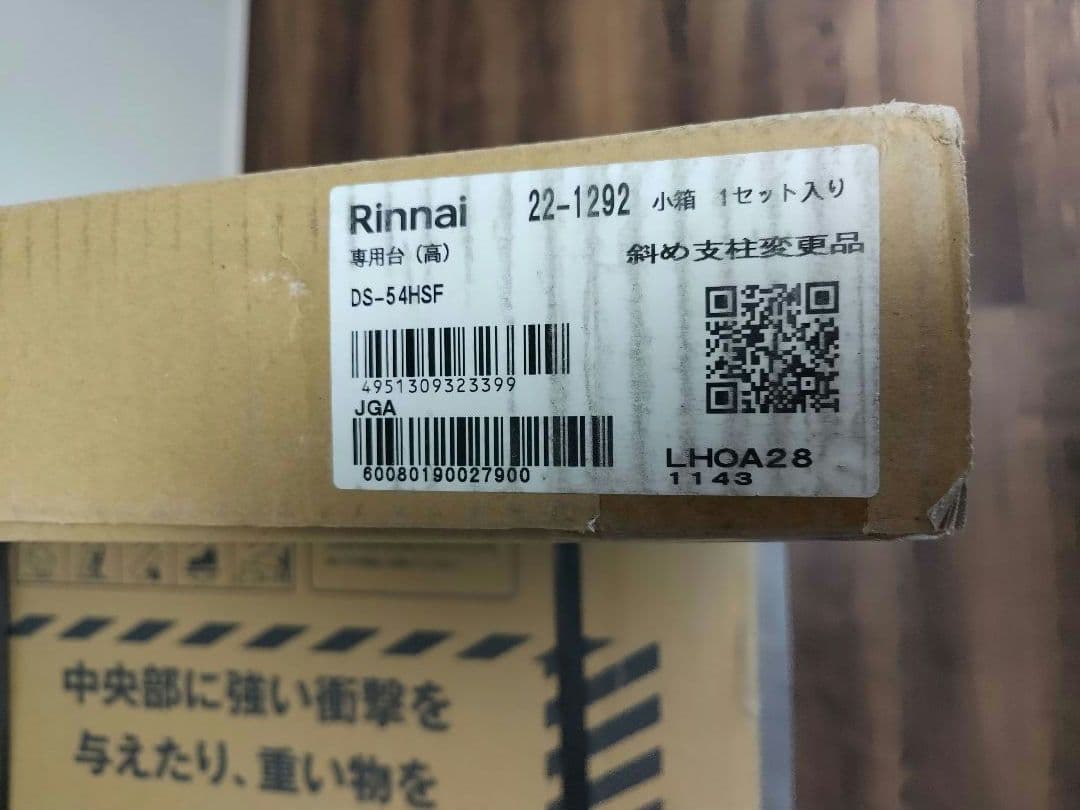 Rinnai 22-1292 小箱 1セット入り
専用台(高) 斜め支柱変更品
DS-54HSF
4951309323399
JGA
60080190027900
LHOA28
1143
中央部に強い衝撃を
与えたり、重い物を